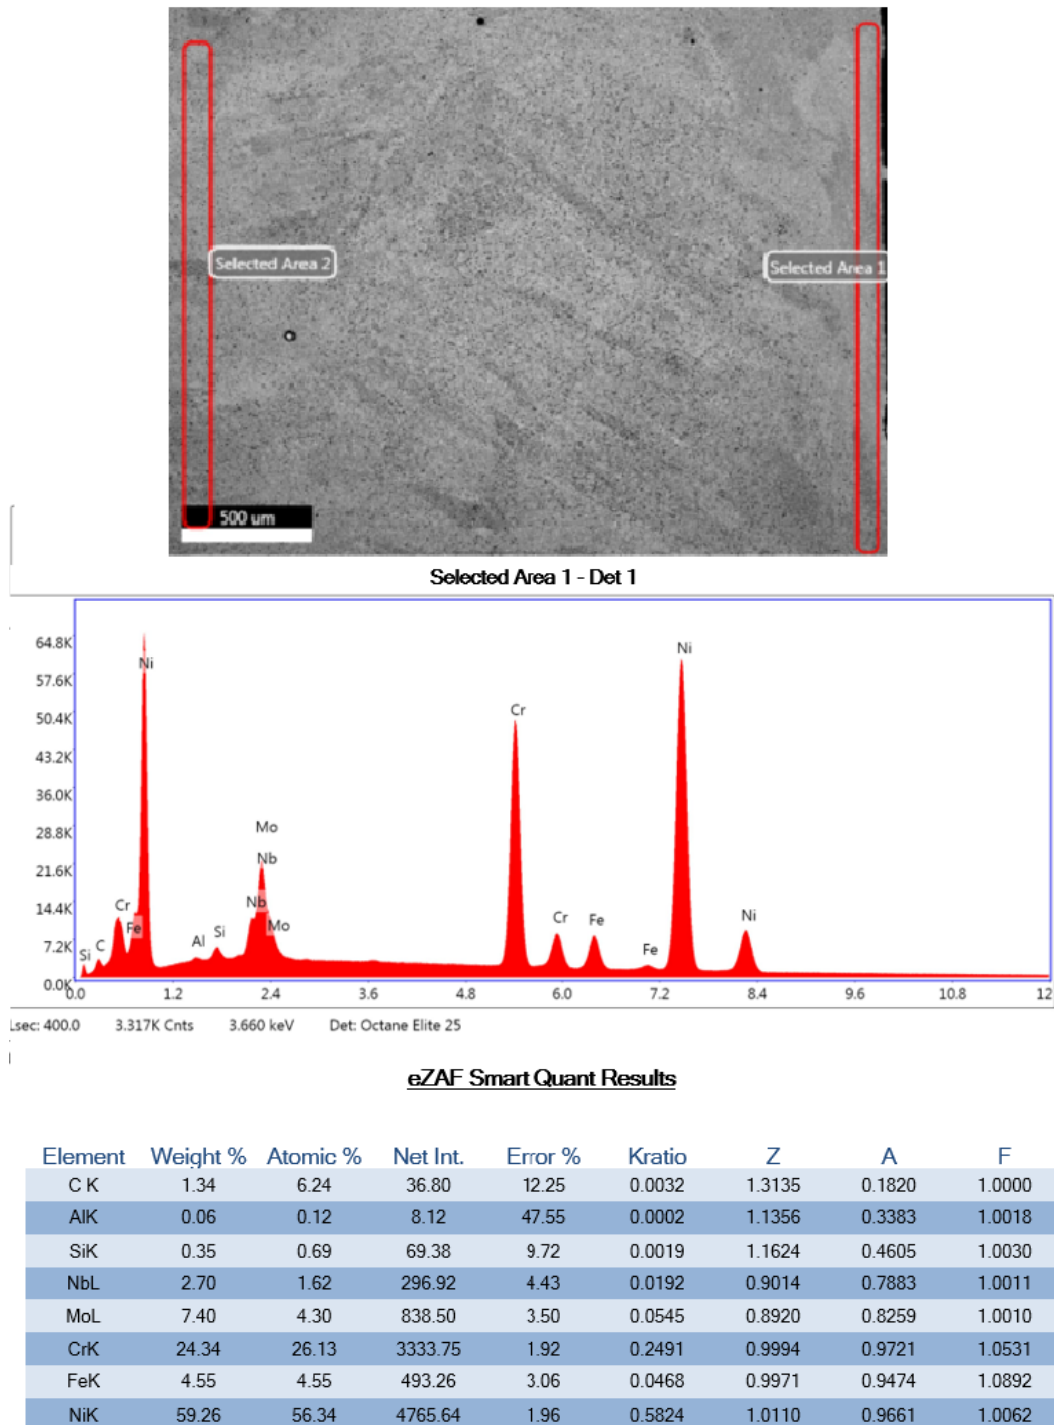 Selected Area 2
Selected Area 1
500 um
Selected Area 1 - Det 1
64.8K
57.6K
50.4K
43.2K
36.0K
28.8K
21.6K
14.4K
7.2K
0.0K
Ni
Ni
Cr
Mo
Nb
Cr
Nb
Mo
Fe
Al
Si
C
Si
Cr
Fe
Fe
Ni
0.0 1.2 2.4 3.6 4.8 6.0 7.2 8.4 9.6 10.8 12
Lsec: 400.0 3.317K Cnts 3.660 keV Det: Octane Elite 25
eZAF Smart Quant Results
Element Weight % Atomic % Net Int. Error % Kratio Z A F
C K 1.34 6.24 36.80 12.25 0.0032 1.3135 0.1820 1.0000
AlK 0.06 0.12 8.12 47.55 0.0002 1.1356 0.3383 1.0018
SiK 0.35 0.69 69.38 9.72 0.0019 1.1624 0.4605 1.0030
NbL 2.70 1.62 296.92 4.43 0.0192 0.9014 0.7883 1.0011
MoL 7.40 4.30 838.50 3.50 0.0545 0.8920 0.8259 1.0010
CrK 24.34 26.13 3333.75 1.92 0.2491 0.9994 0.9721 1.0531
FeK 4.55 4.55 493.26 3.06 0.0468 0.9971 0.9474 1.0892
NiK 59.26 56.34 4765.64 1.96 0.5824 1.0110 0.9661 1.0062